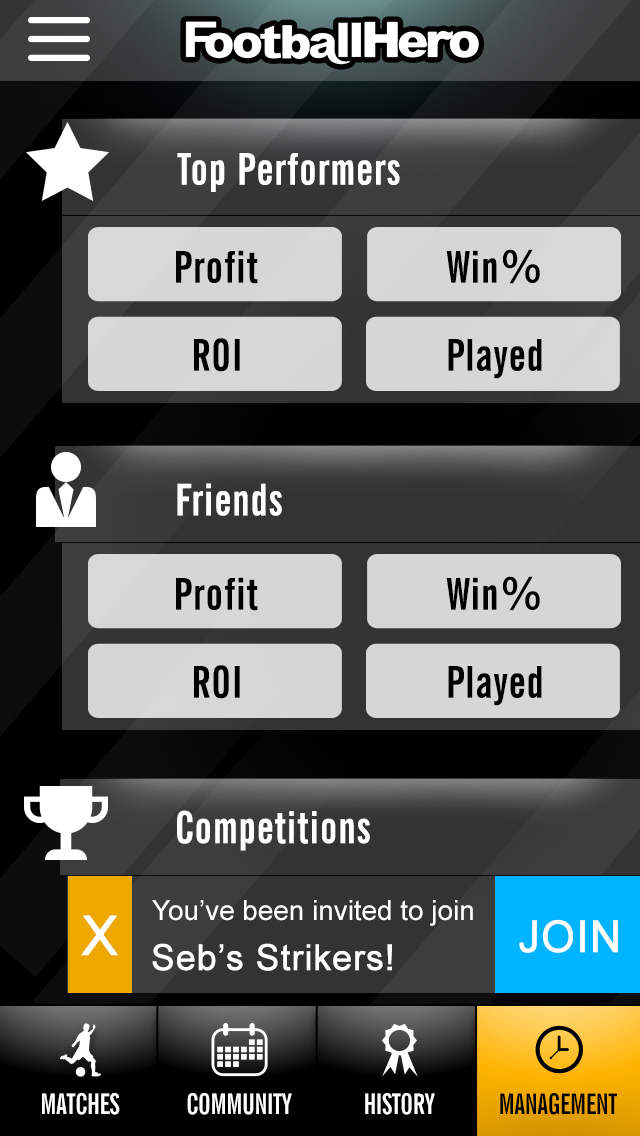 FootballHero
Top Performers
Profit
Win%
ROI
Played
Friends
Profit
Win%
ROI
Played
Competitions
X
You’ve been invited to join
Seb’s Strikers!
JOIN
MATCHES
COMMUNITY
HISTORY
MANAGEMENT